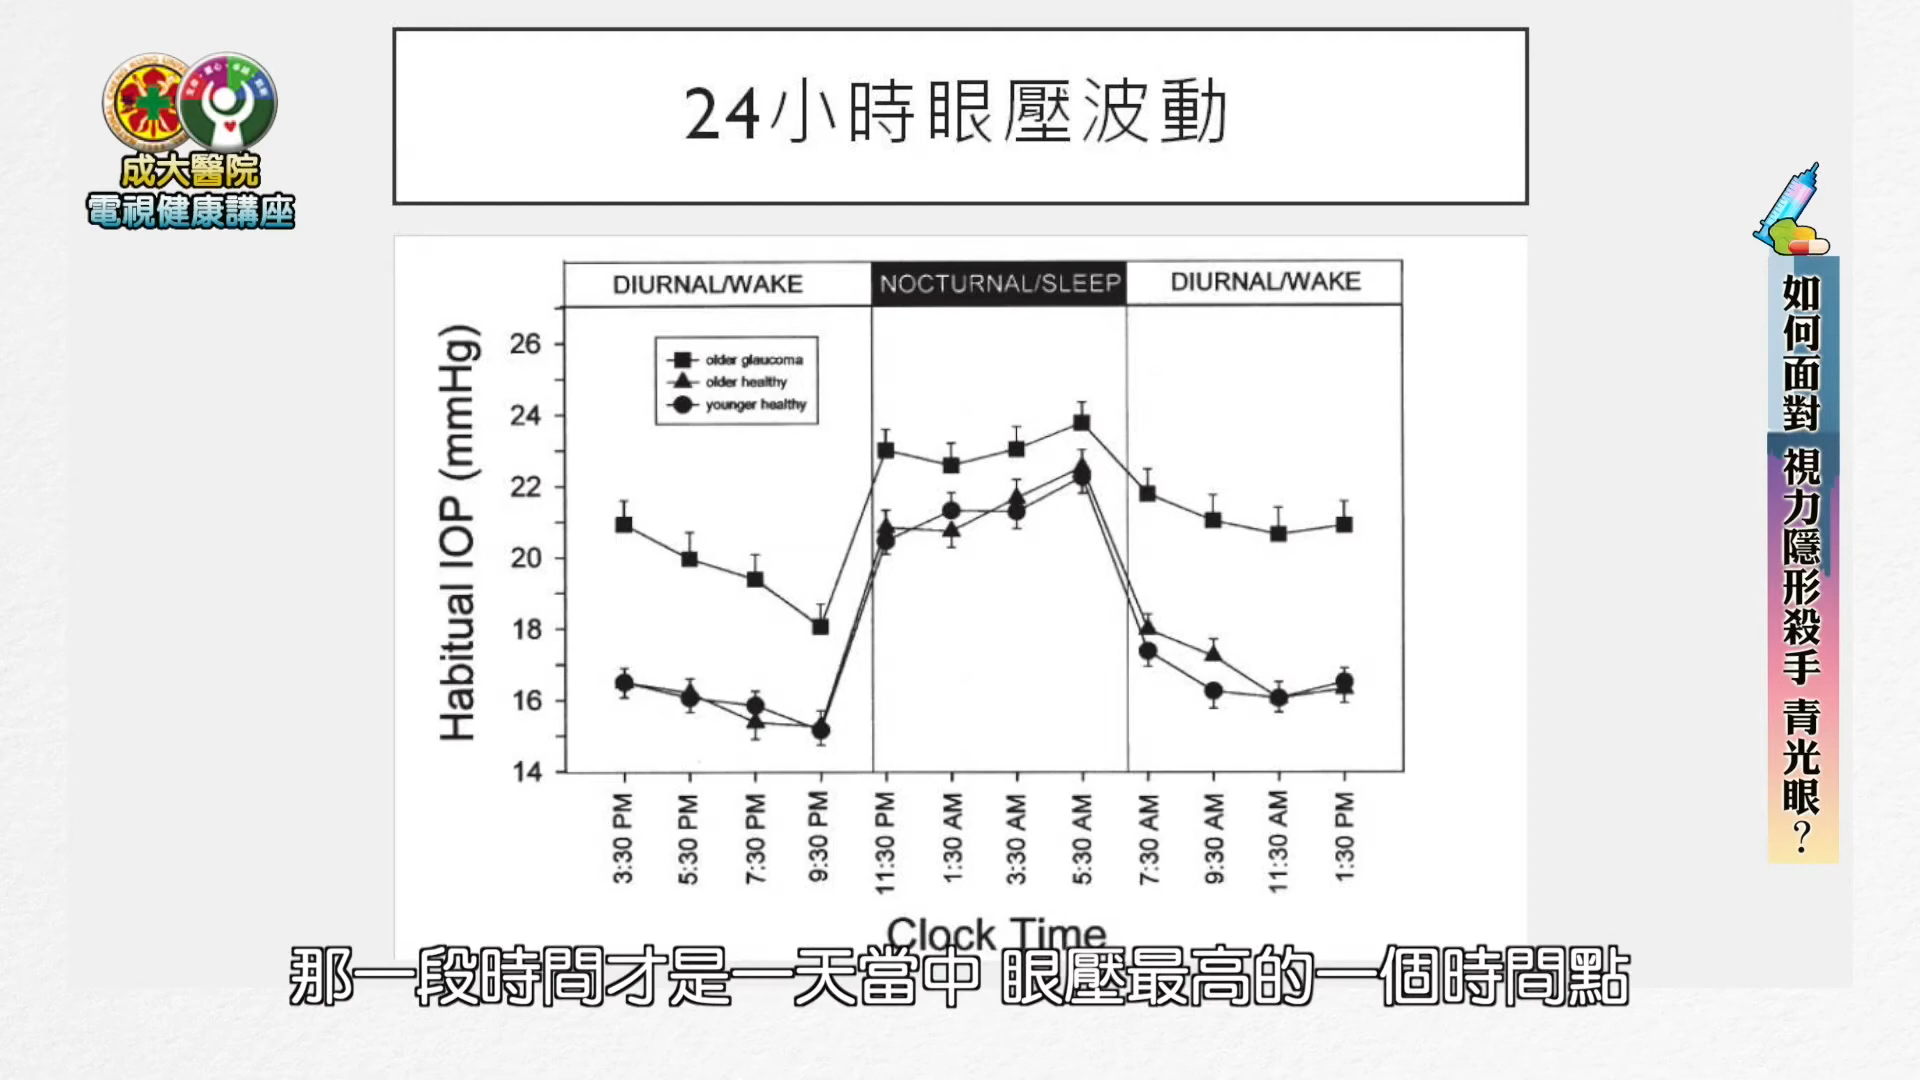 成大醫院
電視健康講座
24小時眼壓波動
DIURNAL/WAKE
NOCTURNAL/SLEEP
DIURNAL/WAKE
older glaucoma
older healthy
younger healthy
Habitual IOP (mmHg)
26
24
22
20
18
16
14
3:30 PM
5:30 PM
7:30 PM
9:30 PM
11:30 PM
1:30 AM
3:30 AM
5:30 AM
7:30 AM
9:30 AM
11:30 AM
1:30 PM
Clock Time
如何面對 視力隱形殺手 青光眼？
那一段時間才是一天當中 眼壓最高的一個時間點